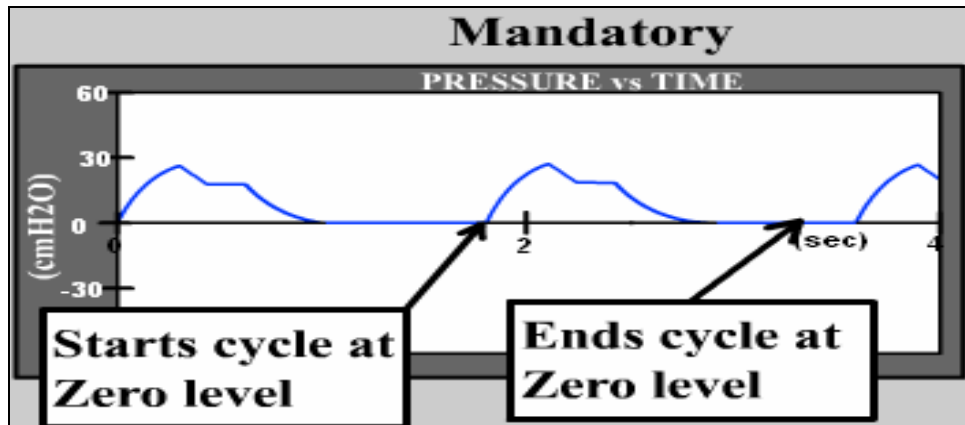 Mandatory
PRESSURE vs TIME
60
30
0
-30
(cmH2O)
0
2
(sec)
4
Starts cycle at
Zero level
Ends cycle at
Zero level